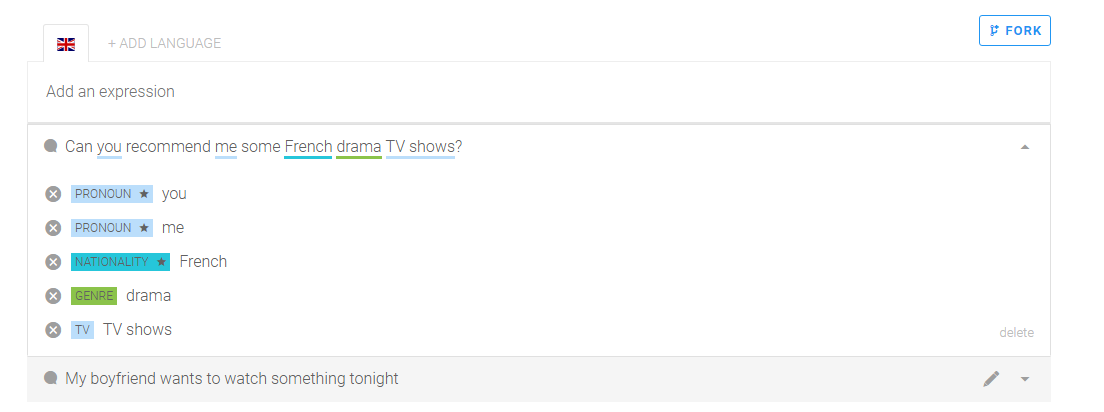 + ADD LANGUAGE
FORK
Add an expression
Can you recommend me some French drama TV shows?
PRONOUN ★ you
PRONOUN ★ me
NATIONALITY ★ French
GENRE drama
TV TV shows
delete
My boyfriend wants to watch something tonight